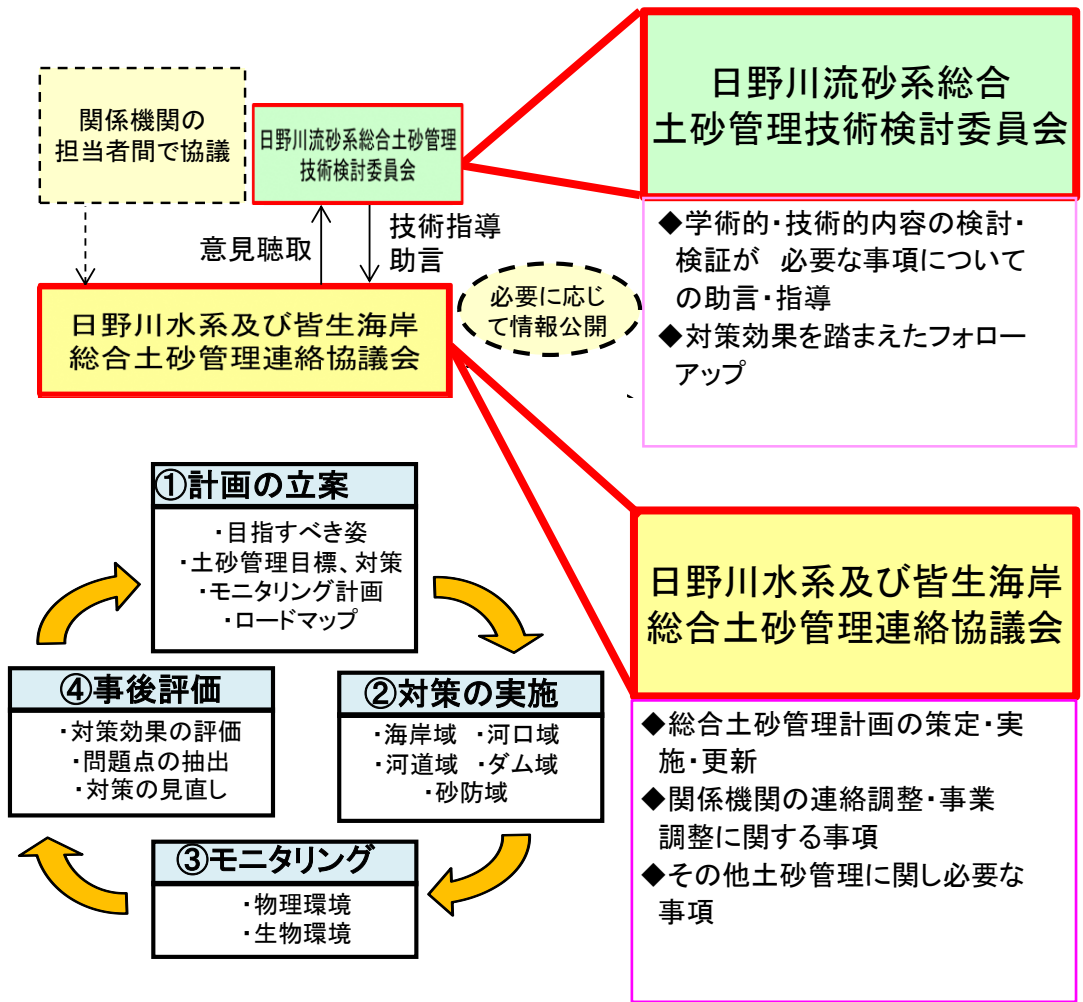 関係機関の
担当者間で協議
日野川流砂系総合土砂管理
技術検討委員会
意見聴取
技術指導
助言
必要に応じ
て情報公開
日野川水系及び皆生海岸
総合土砂管理連絡協議会
日野川流砂系総合
土砂管理技術検討委員会
◆学術的・技術的内容の検討・
検証が　必要な事項について
の助言・指導
◆対策効果を踏まえたフォロー
アップ
①計画の立案
・目指すべき姿
・土砂管理目標、対策
・モニタリング計画
・ロードマップ
②対策の実施
・海岸域　・河口域
・河道域　・ダム域
・砂防域
③モニタリング
・物理環境
・生物環境
④事後評価
・対策効果の評価
・問題点の抽出
・対策の見直し
日野川水系及び皆生海岸
総合土砂管理連絡協議会
◆総合土砂管理計画の策定・実
施・更新
◆関係機関の連絡調整・事業
調整に関する事項
◆その他土砂管理に関し必要な
事項